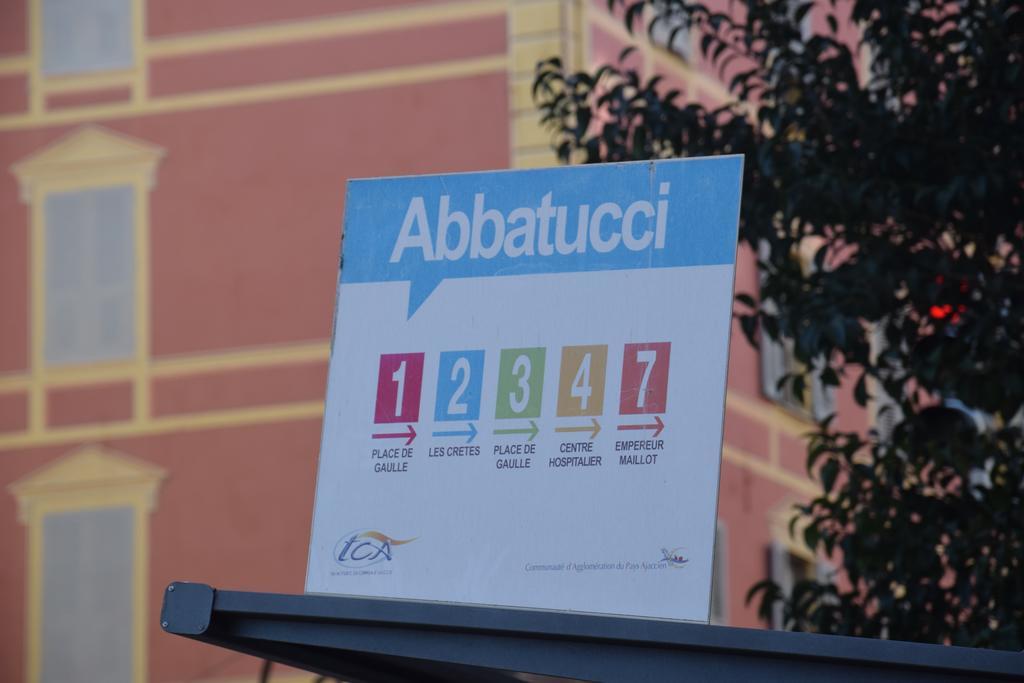 Abbatucci
1 2 3 4 7
PLACE DE GAULLE
LES CRETES
PLACE DE GAULLE
CENTRE HOSPITALIER
EMPEREUR MAILLOT
tCA
Communauté d'Agglomération du Pays Ajaccien